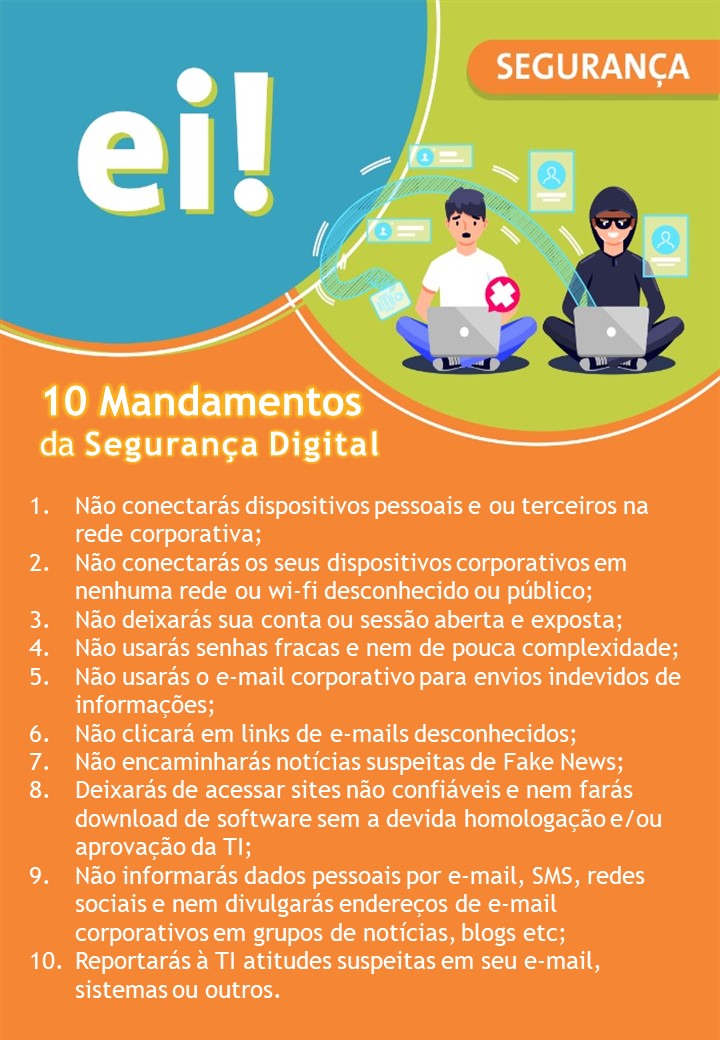 ei!
SEGURANÇA
10 Mandamentos
da Segurança Digital
1. Não conectarás dispositivos pessoais e ou terceiros na
rede corporativa;
2. Não conectarás os seus dispositivos corporativos em
nenhuma rede ou wi-fi desconhecido ou público;
3. Não deixarás sua conta ou sessão aberta e exposta;
4. Não usarás senhas fracas e nem de pouca complexidade;
5. Não usarás o e-mail corporativo para envios indevidos de
informações;
6. Não clicará em links de e-mails desconhecidos;
7. Não encaminharás notícias suspeitas de Fake News;
8. Deixarás de acessar sites não confiáveis e nem farás
download de software sem a devida homologação e/ou
aprovação da TI;
9. Não informarás dados pessoais por e-mail, SMS, redes
sociais e nem divulgarás endereços de e-mail
corporativos em grupos de notícias, blogs etc;
10. Reportarás à TI atitudes suspeitas em seu e-mail,
sistemas ou outros.